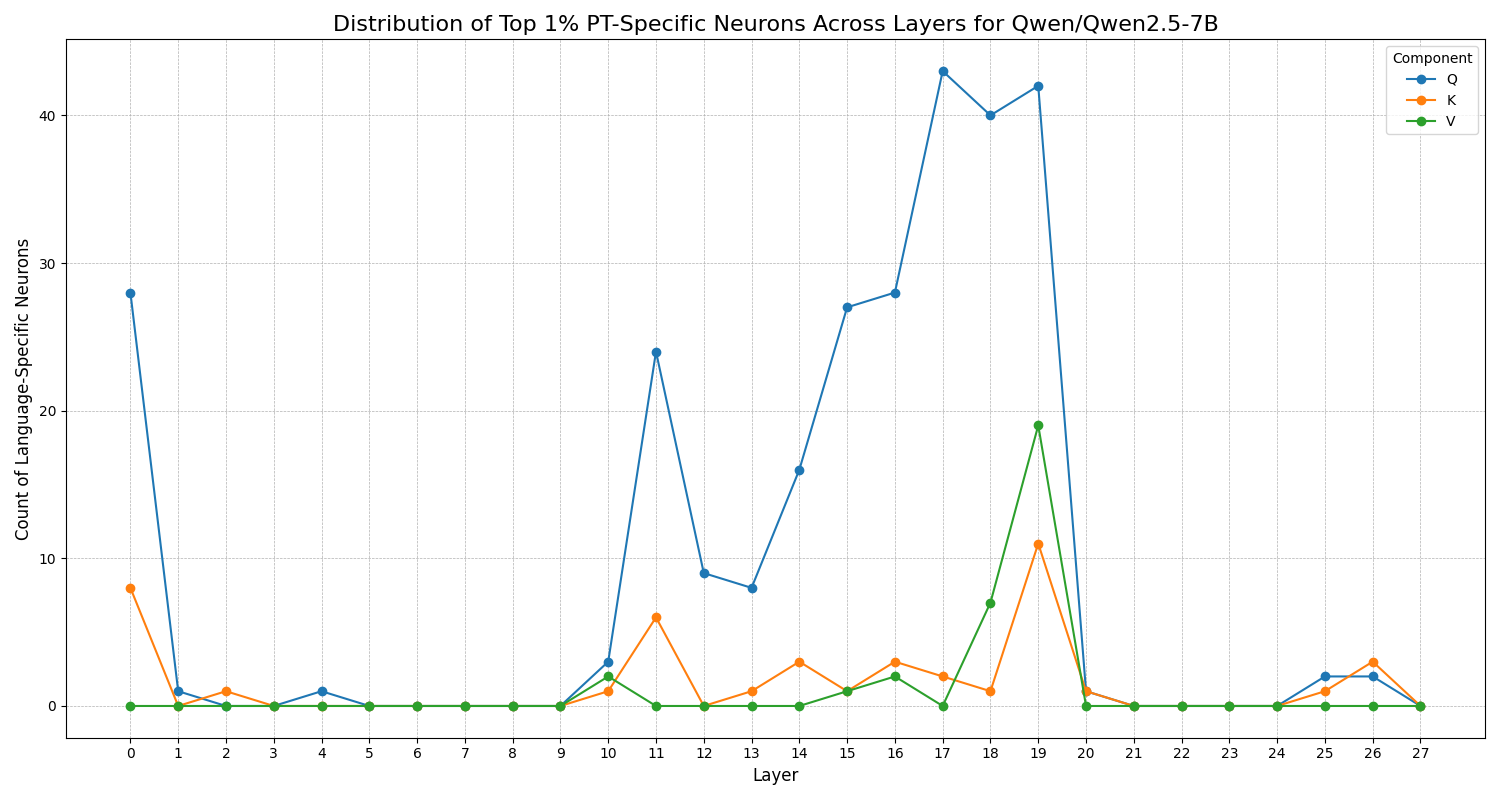 Distribution of Top 1% PT-Specific Neurons Across Layers for Qwen/Qwen2.5-7B
Component
Q
K
V
Count of Language-Specific Neurons
40
30
20
10
0
0 1 2 3 4 5 6 7 8 9 10 11 12 13 14 15 16 17 18 19 20 21 22 23 24 25 26 27
Layer